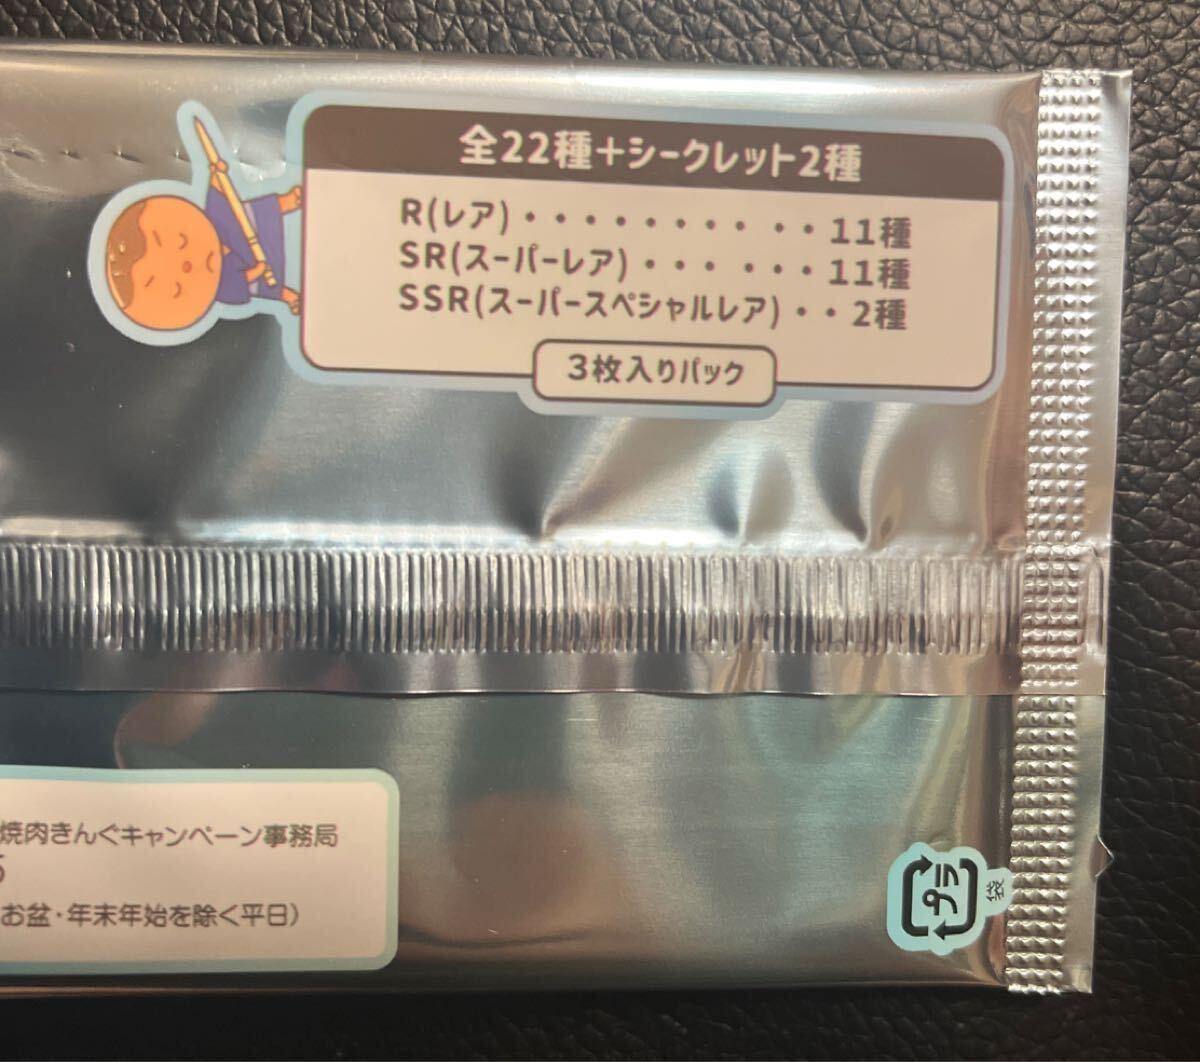 全22種+シークレット2種
R(レア)・・・・・・・・・・・11種
SR(スーパーレア)・・・・・・・11種
SSR(スーパースペシャルレア)・・2種
3枚入りパック
焼肉きんぐキャンペーン事務局
5
お盆・年末年始を除く平日)
プラ
袋